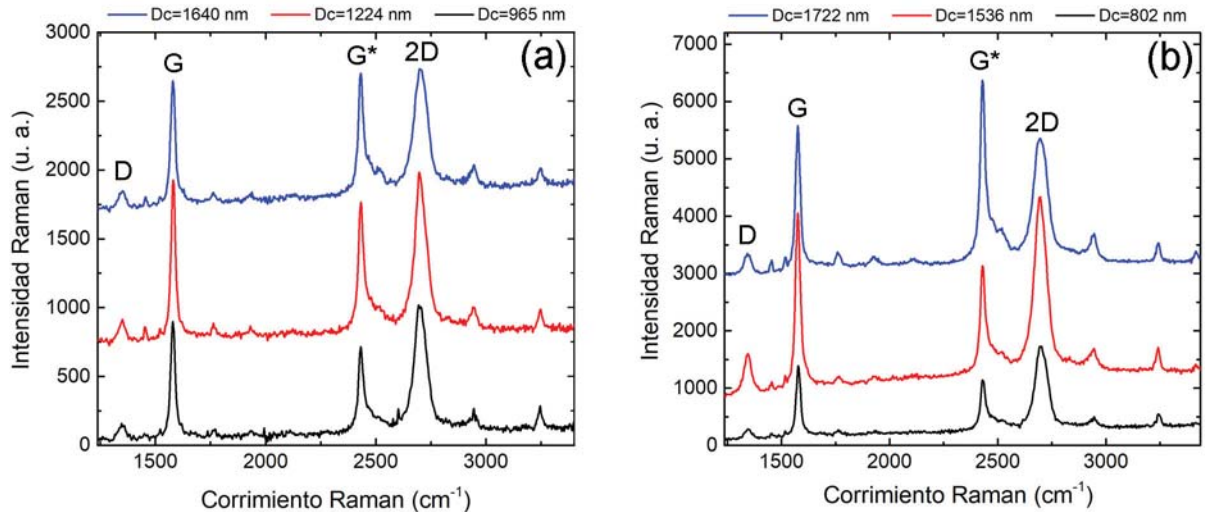 Dc=1640 nm Dc=1224 nm Dc=965 nm
3000
2500
2000
1500
1000
500
0
D
G
G*
2D
(a)
1500 2000 2500 3000
Intensidad Raman (u. a.)
Corrimiento Raman (cm⁻¹)
Dc=1722 nm Dc=1536 nm Dc=802 nm
7000
6000
5000
4000
3000
2000
1000
0
D
G
G*
2D
(b)
1500 2000 2500 3000
Intensidad Raman (u. a.)
Corrimiento Raman (cm⁻¹)